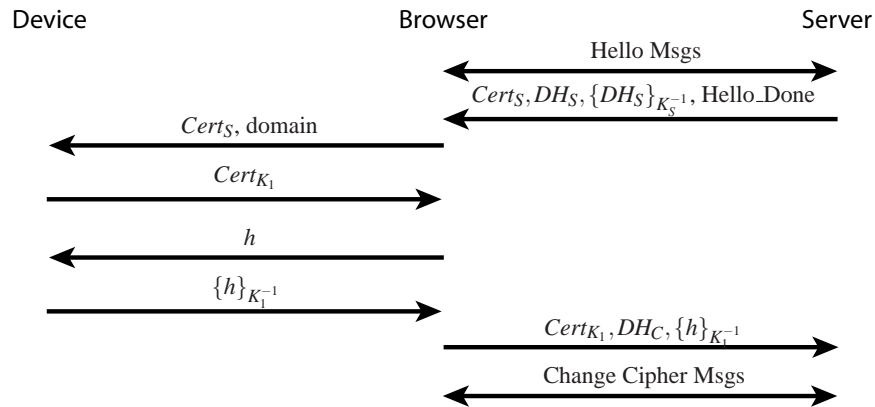 Device Browser Server
Hello Msgs
Cert_S, DH_S, {DH_S}_{K_S^{-1}}, Hello_Done
Cert_S, domain
Cert_{K_1}
h
{h}_{K_1^{-1}}
Cert_{K_1}, DH_C, {h}_{K_1^{-1}}
Change Cipher Msgs